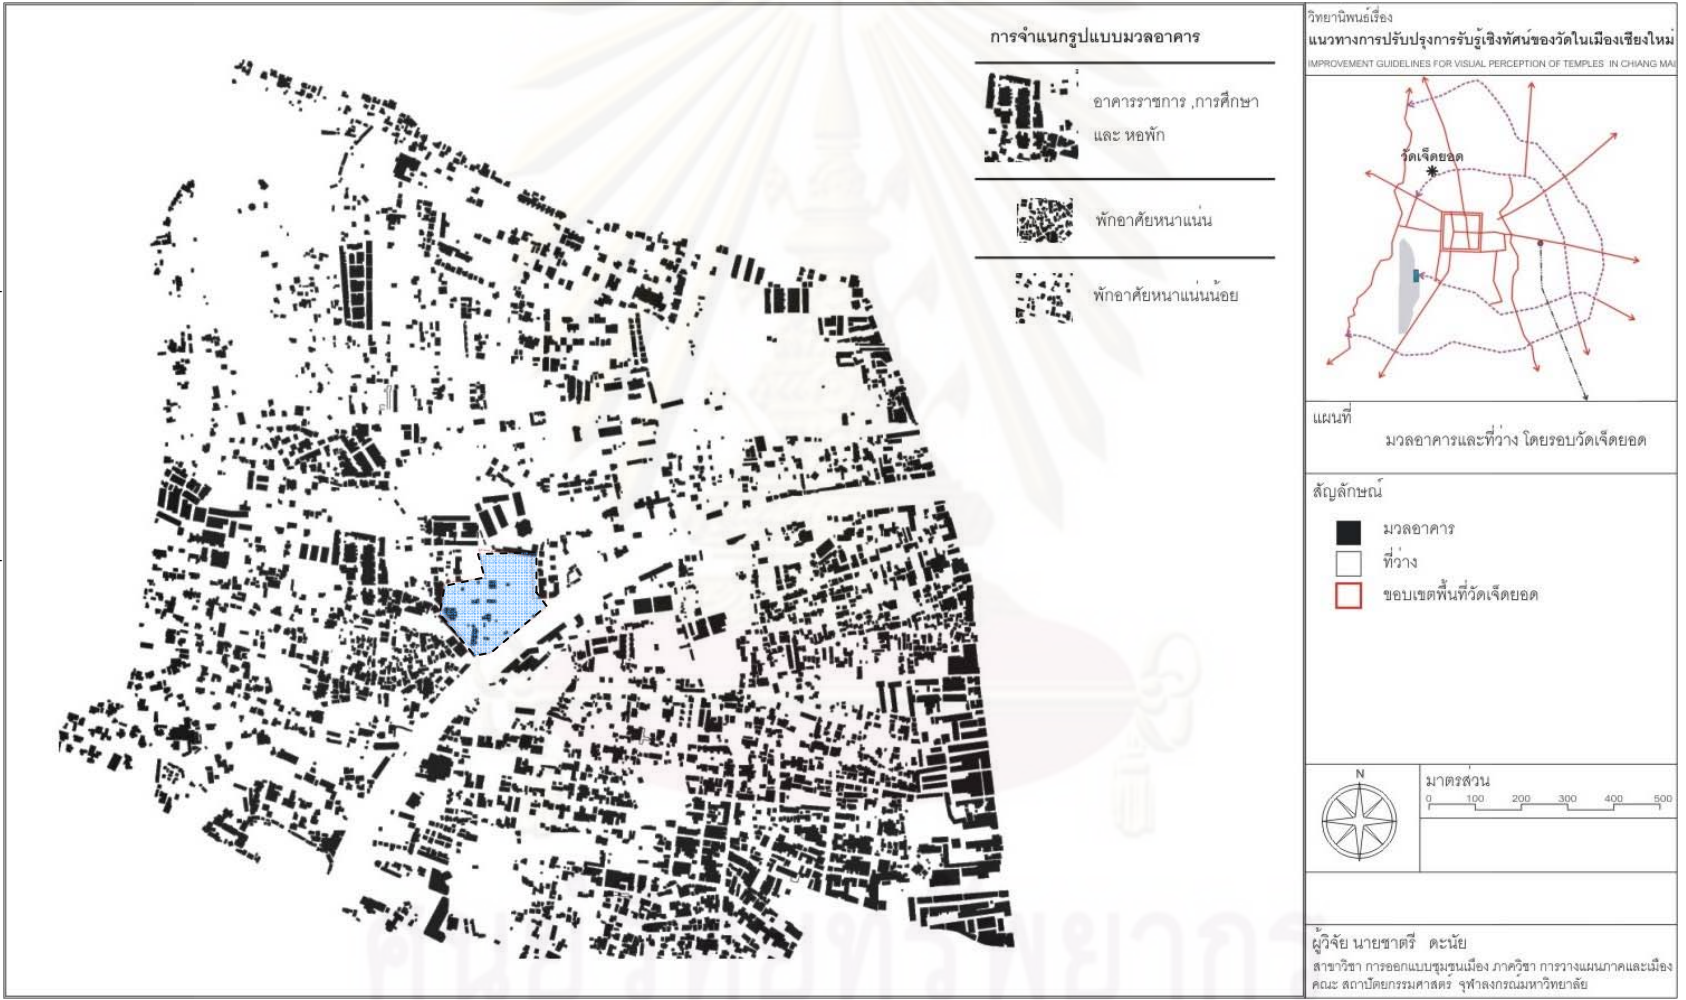 การจำแนกรูปแบบมวลอาคาร
อาคารราชการ ,การศึกษา
และ หอพัก
พักอาศัยหนาแน่น
พักอาศัยหนาแน่นน้อย
วิทยานิพนธ์เรื่อง
แนวทางการปรับปรุงการรับรู้เชิงทัศน์ของวัดในเมืองเชียงใหม่
IMPROVEMENT GUIDELINES FOR VISUAL PERCEPTION OF TEMPLES IN CHIANG MAI
วัดเจ็ดยอด
แผนที่
มวลอาคารและที่ว่าง โดยรอบวัดเจ็ดยอด
สัญลักษณ์
มวลอาคาร
ที่ว่าง
ขอบเขตพื้นที่วัดเจ็ดยอด
N
มาตรส่วน
0 100 200 300 400 500
ผู้วิจัย นายชาตรี ดะนัย
สาขาวิชา การออกแบบชุมชนเมือง ภาควิชา การวางแผนภาคและเมือง
คณะ สถาปัตยกรรมศาสตร์ จุฬาลงกรณ์มหาวิทยาลัย